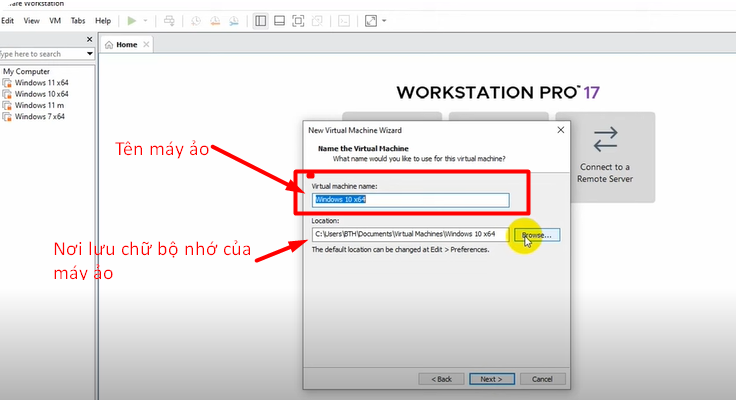 are Workstation
Edit View VM Tabs Help
Home
Type here to search
My Computer
Windows 11 x64
Windows 10 x64
Windows 11 m
Windows 7 x64
WORKSTATION PRO™ 17
Connect to a
Remote Server
New Virtual Machine Wizard
Name the Virtual Machine
What name would you like to use for this virtual machine?
Tên máy ảo
Virtual machine name:
Windows 10 x64
Location:
C:\Users\BTH\Documents\Virtual Machines\Windows 10 x64
Browse...
The default location can be changed at Edit > Preferences.
Nơi lưu chữ bộ nhớ của
máy ảo
< Back
Next >
Cancel